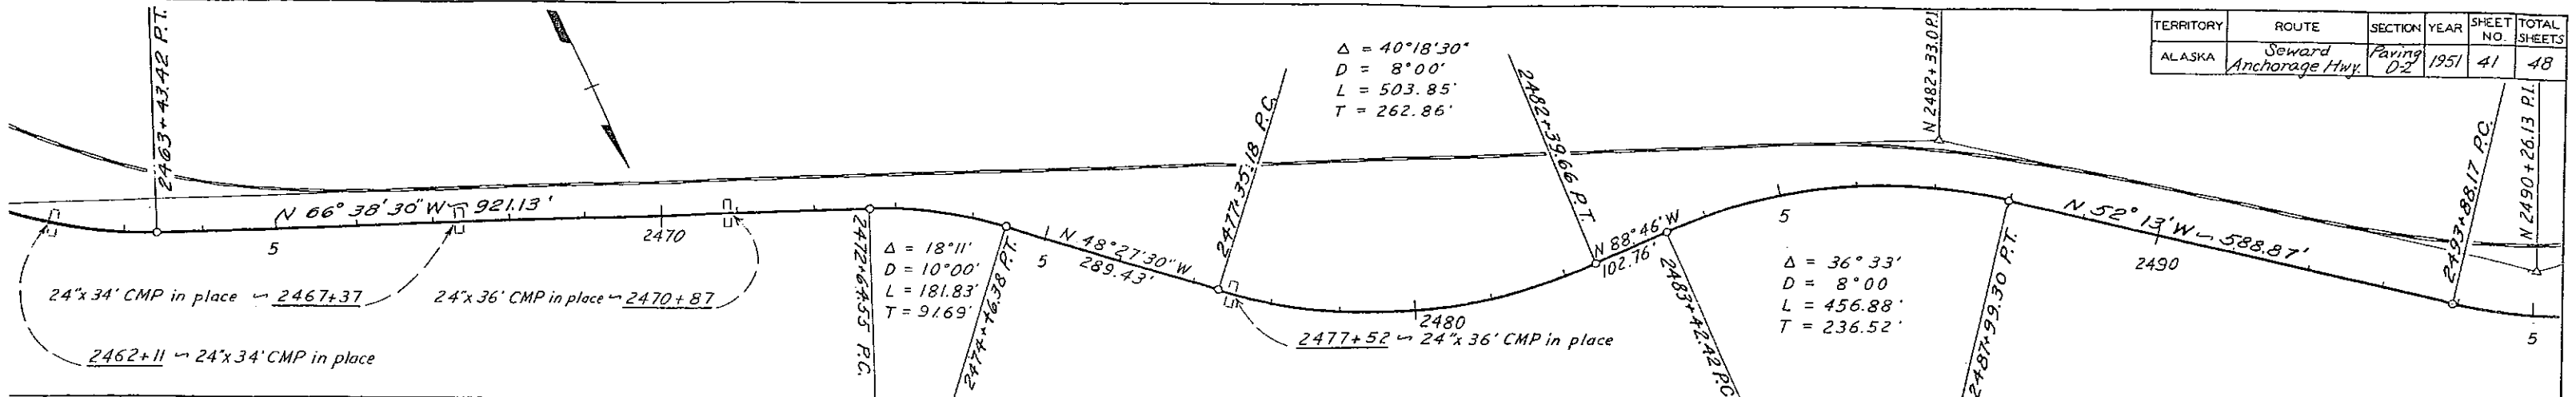 TERRITORY ROUTE SECTION YEAR SHEET NO. TOTAL SHEETS
ALASKA Seward Anchorage Hwy. Paving D-2 1951 41 48
2463+43.42 P.T.
Δ = 40°18'30"
D = 8°00'
L = 503.85'
T = 262.86'
2477+35.18 P.C.
2482+39.66 P.T.
N 2482+33.0 P.I.
2493+88.17 P.C.
N 2490+26.13 P.I.
N 66° 38' 30" W ~ 921.13'
5
2470
24"x 34' CMP in place ~ 2467+37
24"x 36' CMP in place ~ 2470+87
2462+11 ~ 24"x 34' CMP in place
2472+64.55 P.C.
Δ = 18°11'
D = 10°00'
L = 181.83'
T = 91.69'
2474+46.38 P.T.
5
N 48°27'30" W
289.43'
2480
2477+52 ~ 24"x 36' CMP in place
N 88°46' W
102.76'
2483+42.42 P.C.
5
Δ = 36° 33'
D = 8°00
L = 456.88'
T = 236.52'
2487+99.30 P.T.
N. 52° 13' W ~ 588.87'
2490
5